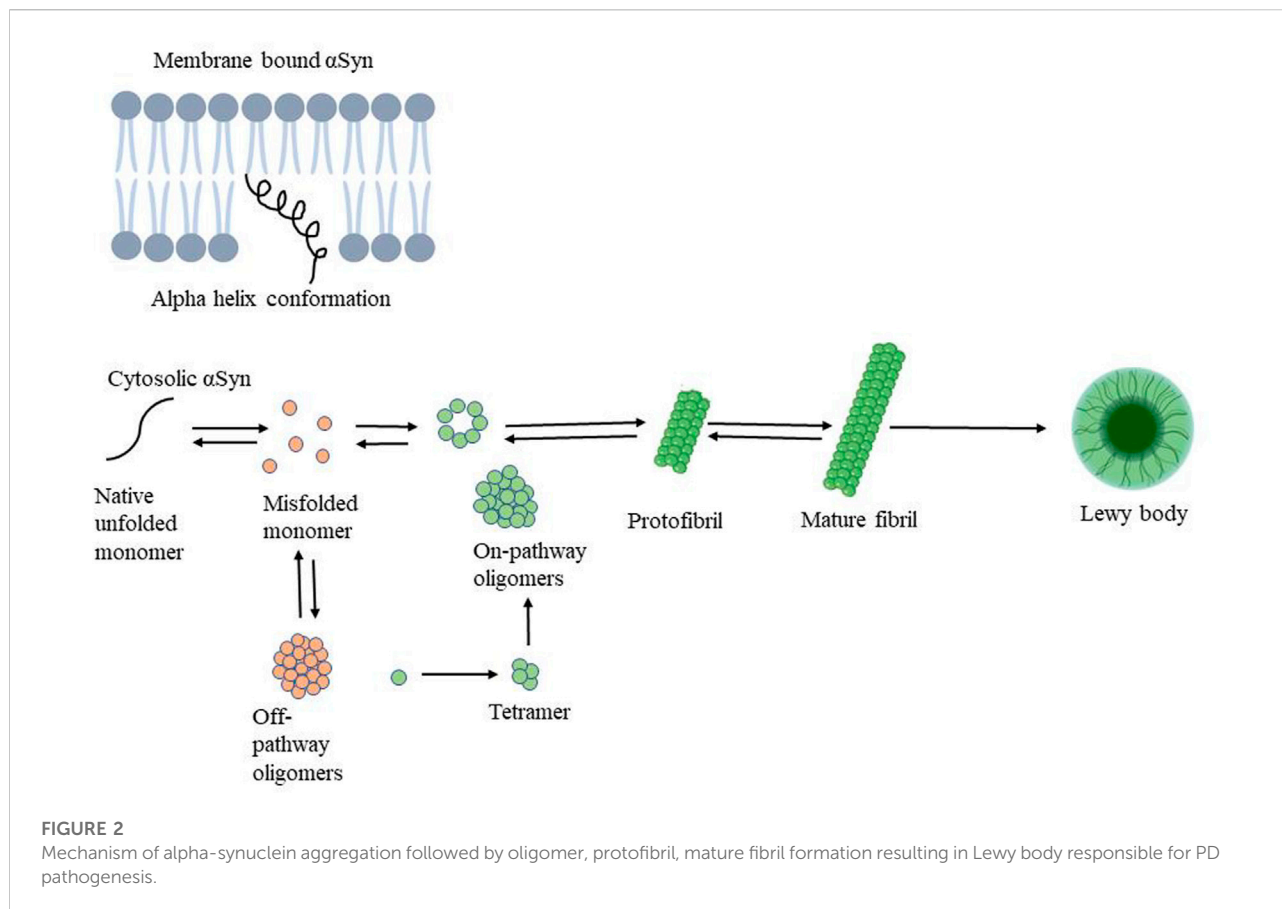 Membrane bound αSyn
Alpha helix conformation
Cytosolic αSyn
Native
unfolded
monomer
Misfolded
monomer
On-pathway
oligomers
Protofibril
Mature fibril
Lewy body
Off-
pathway
oligomers
Tetramer
FIGURE 2
Mechanism of alpha-synuclein aggregation followed by oligomer, protofibril, mature fibril formation resulting in Lewy body responsible for PD
pathogenesis.